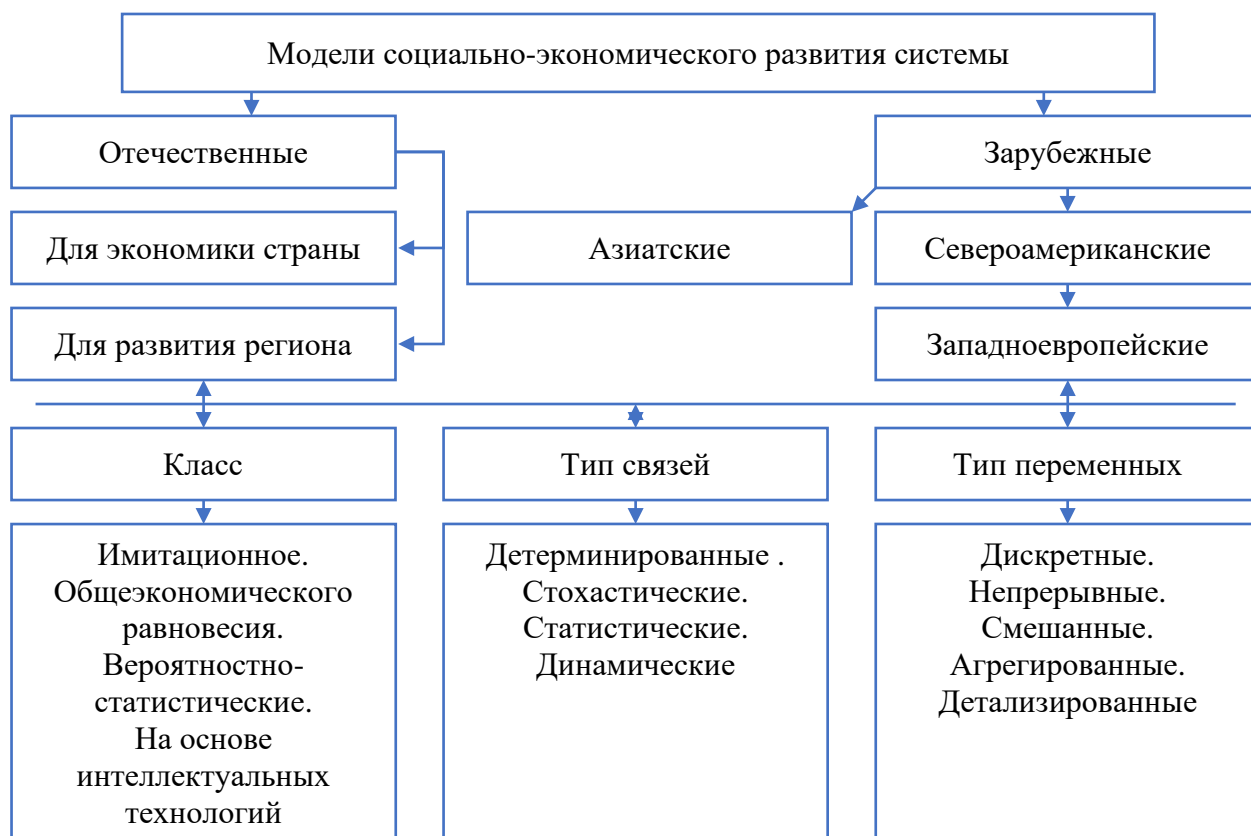 Модели социально-экономического развития системы
Отечественные
Зарубежные
Для экономики страны
Азиатские
Североамериканские
Для развития региона
Западноевропейские
Класс
Тип связей
Тип переменных
Имитационное.
Общеэкономического
равновесия.
Вероятностно-
статистические.
На основе
интеллектуальных
технологий
Детерминированные .
Стохастические.
Статистические.
Динамические
Дискретные.
Непрерывные.
Смешанные.
Агрегированные.
Детализированные